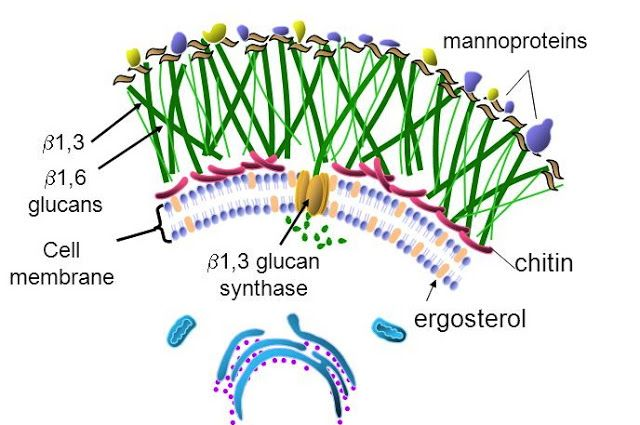 mannoproteins
β1,3
β1,6
glucans
Cell
membrane
β1,3 glucan
synthase
chitin
ergosterol